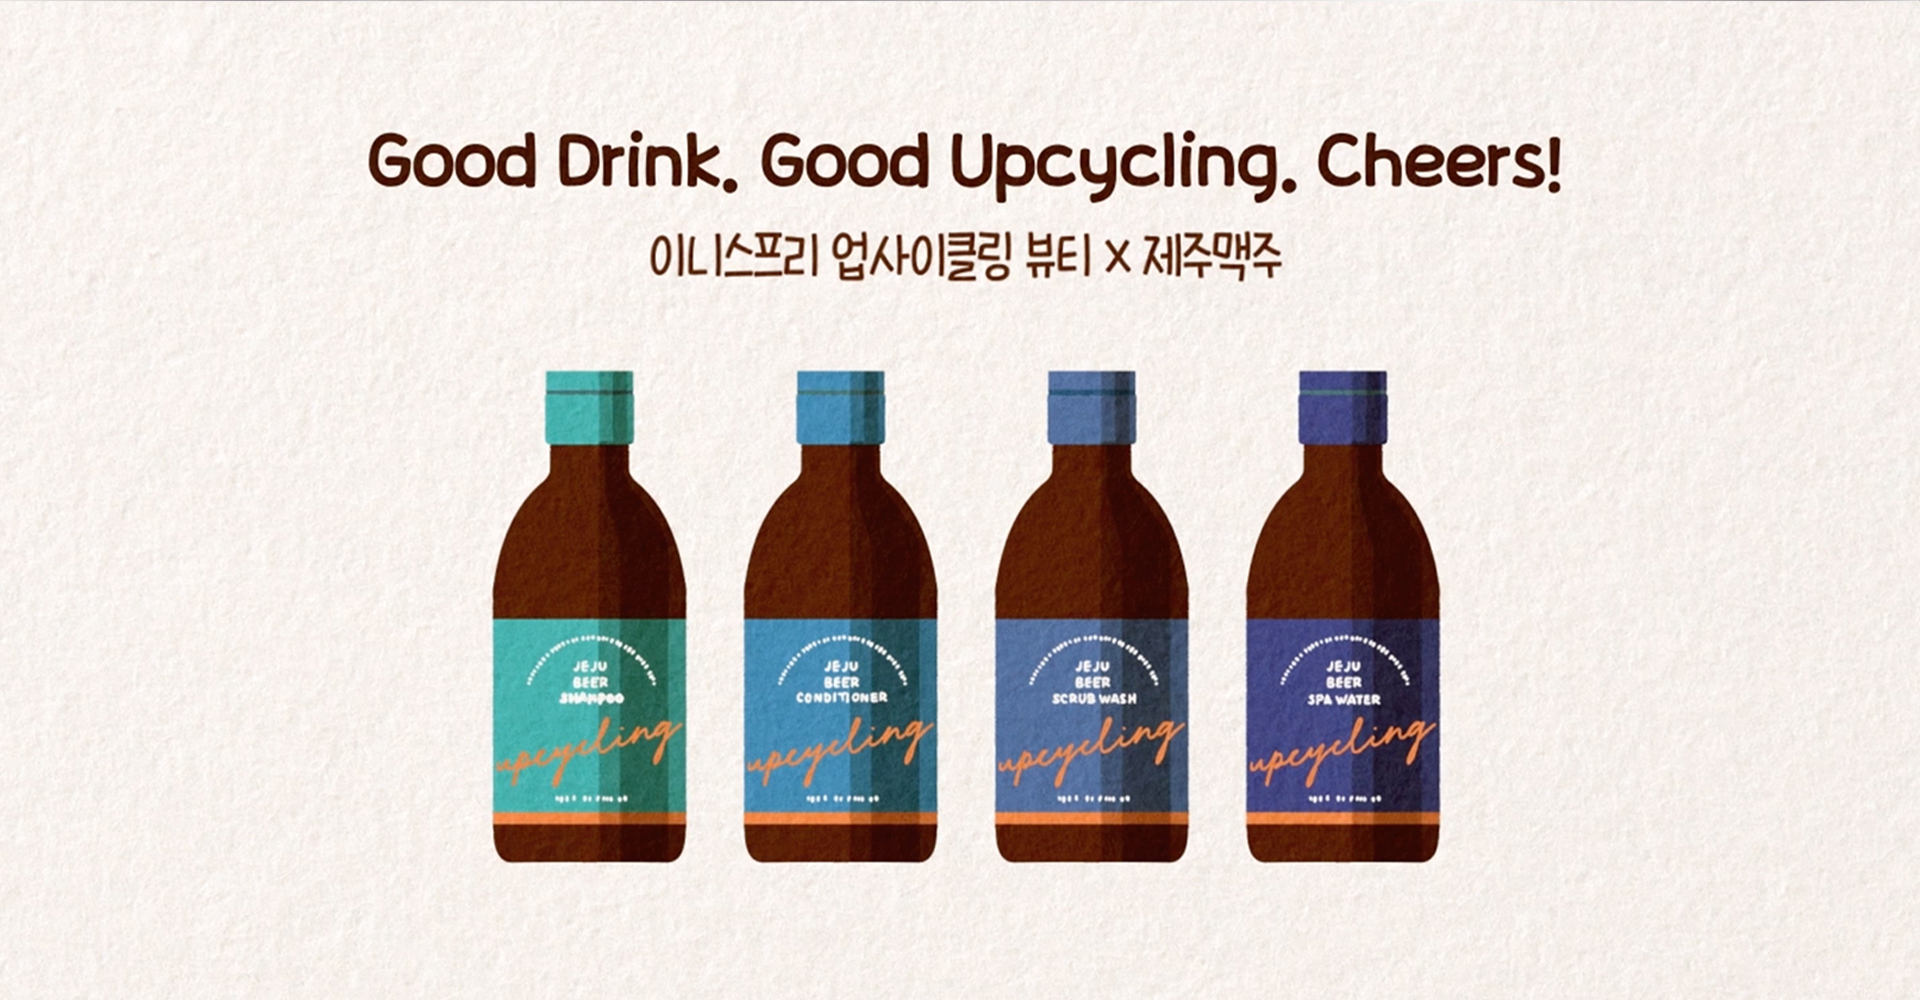 Good Drink. Good Upcycling. Cheers!
이니스프리 업사이클링 뷰티 X 제주맥주
JEJU
BEER
SHAMPOO
upcycling
JEJU
BEER
CONDITIONER
upcycling
JEJU
BEER
SCRUB WASH
upcycling
JEJU
BEER
SPA WATER
upcycling